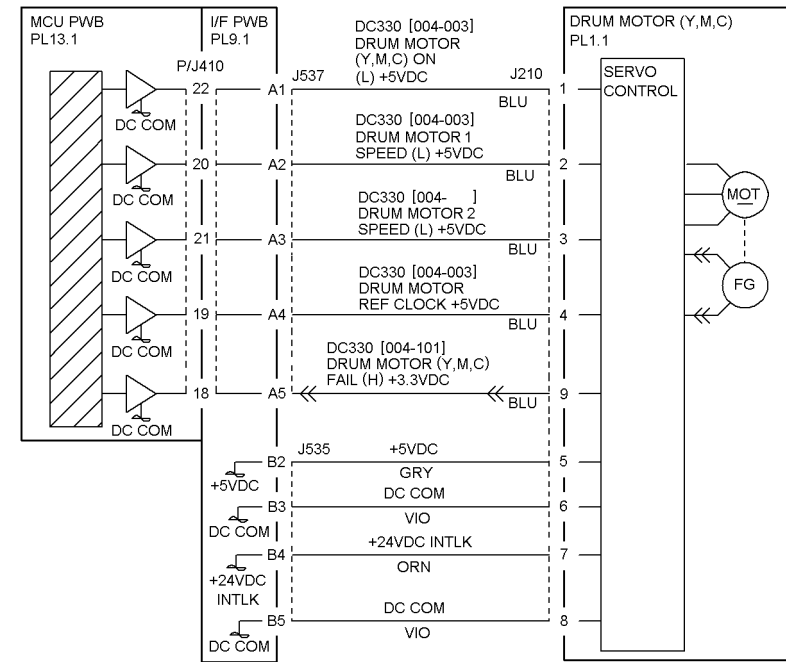 MCU PWB
PL13.1
I/F PWB
PL9.1
DRUM MOTOR (Y,M,C)
PL1.1
P/J410
J537
J210
SERVO
CONTROL
DC330 [004-003]
DRUM MOTOR
(Y,M,C) ON
(L) +5VDC
DC COM
22
A1
BLU
1
DC330 [004-003]
DRUM MOTOR 1
SPEED (L) +5VDC
DC COM
20
A2
BLU
2
MOT
DC330 [004- ]
DRUM MOTOR 2
SPEED (L) +5VDC
DC COM
21
A3
BLU
3
FG
DC330 [004-003]
DRUM MOTOR
REF CLOCK +5VDC
DC COM
19
A4
BLU
4
DC330 [004-101]
DRUM MOTOR (Y,M,C)
FAIL (H) +3.3VDC
DC COM
18
A5
BLU
9
J535
+5VDC
B2
+5VDC
GRY
5
DC COM
B3
DC COM
VIO
6
+24VDC
INTLK
B4
+24VDC INTLK
ORN
7
DC COM
B5
DC COM
VIO
8